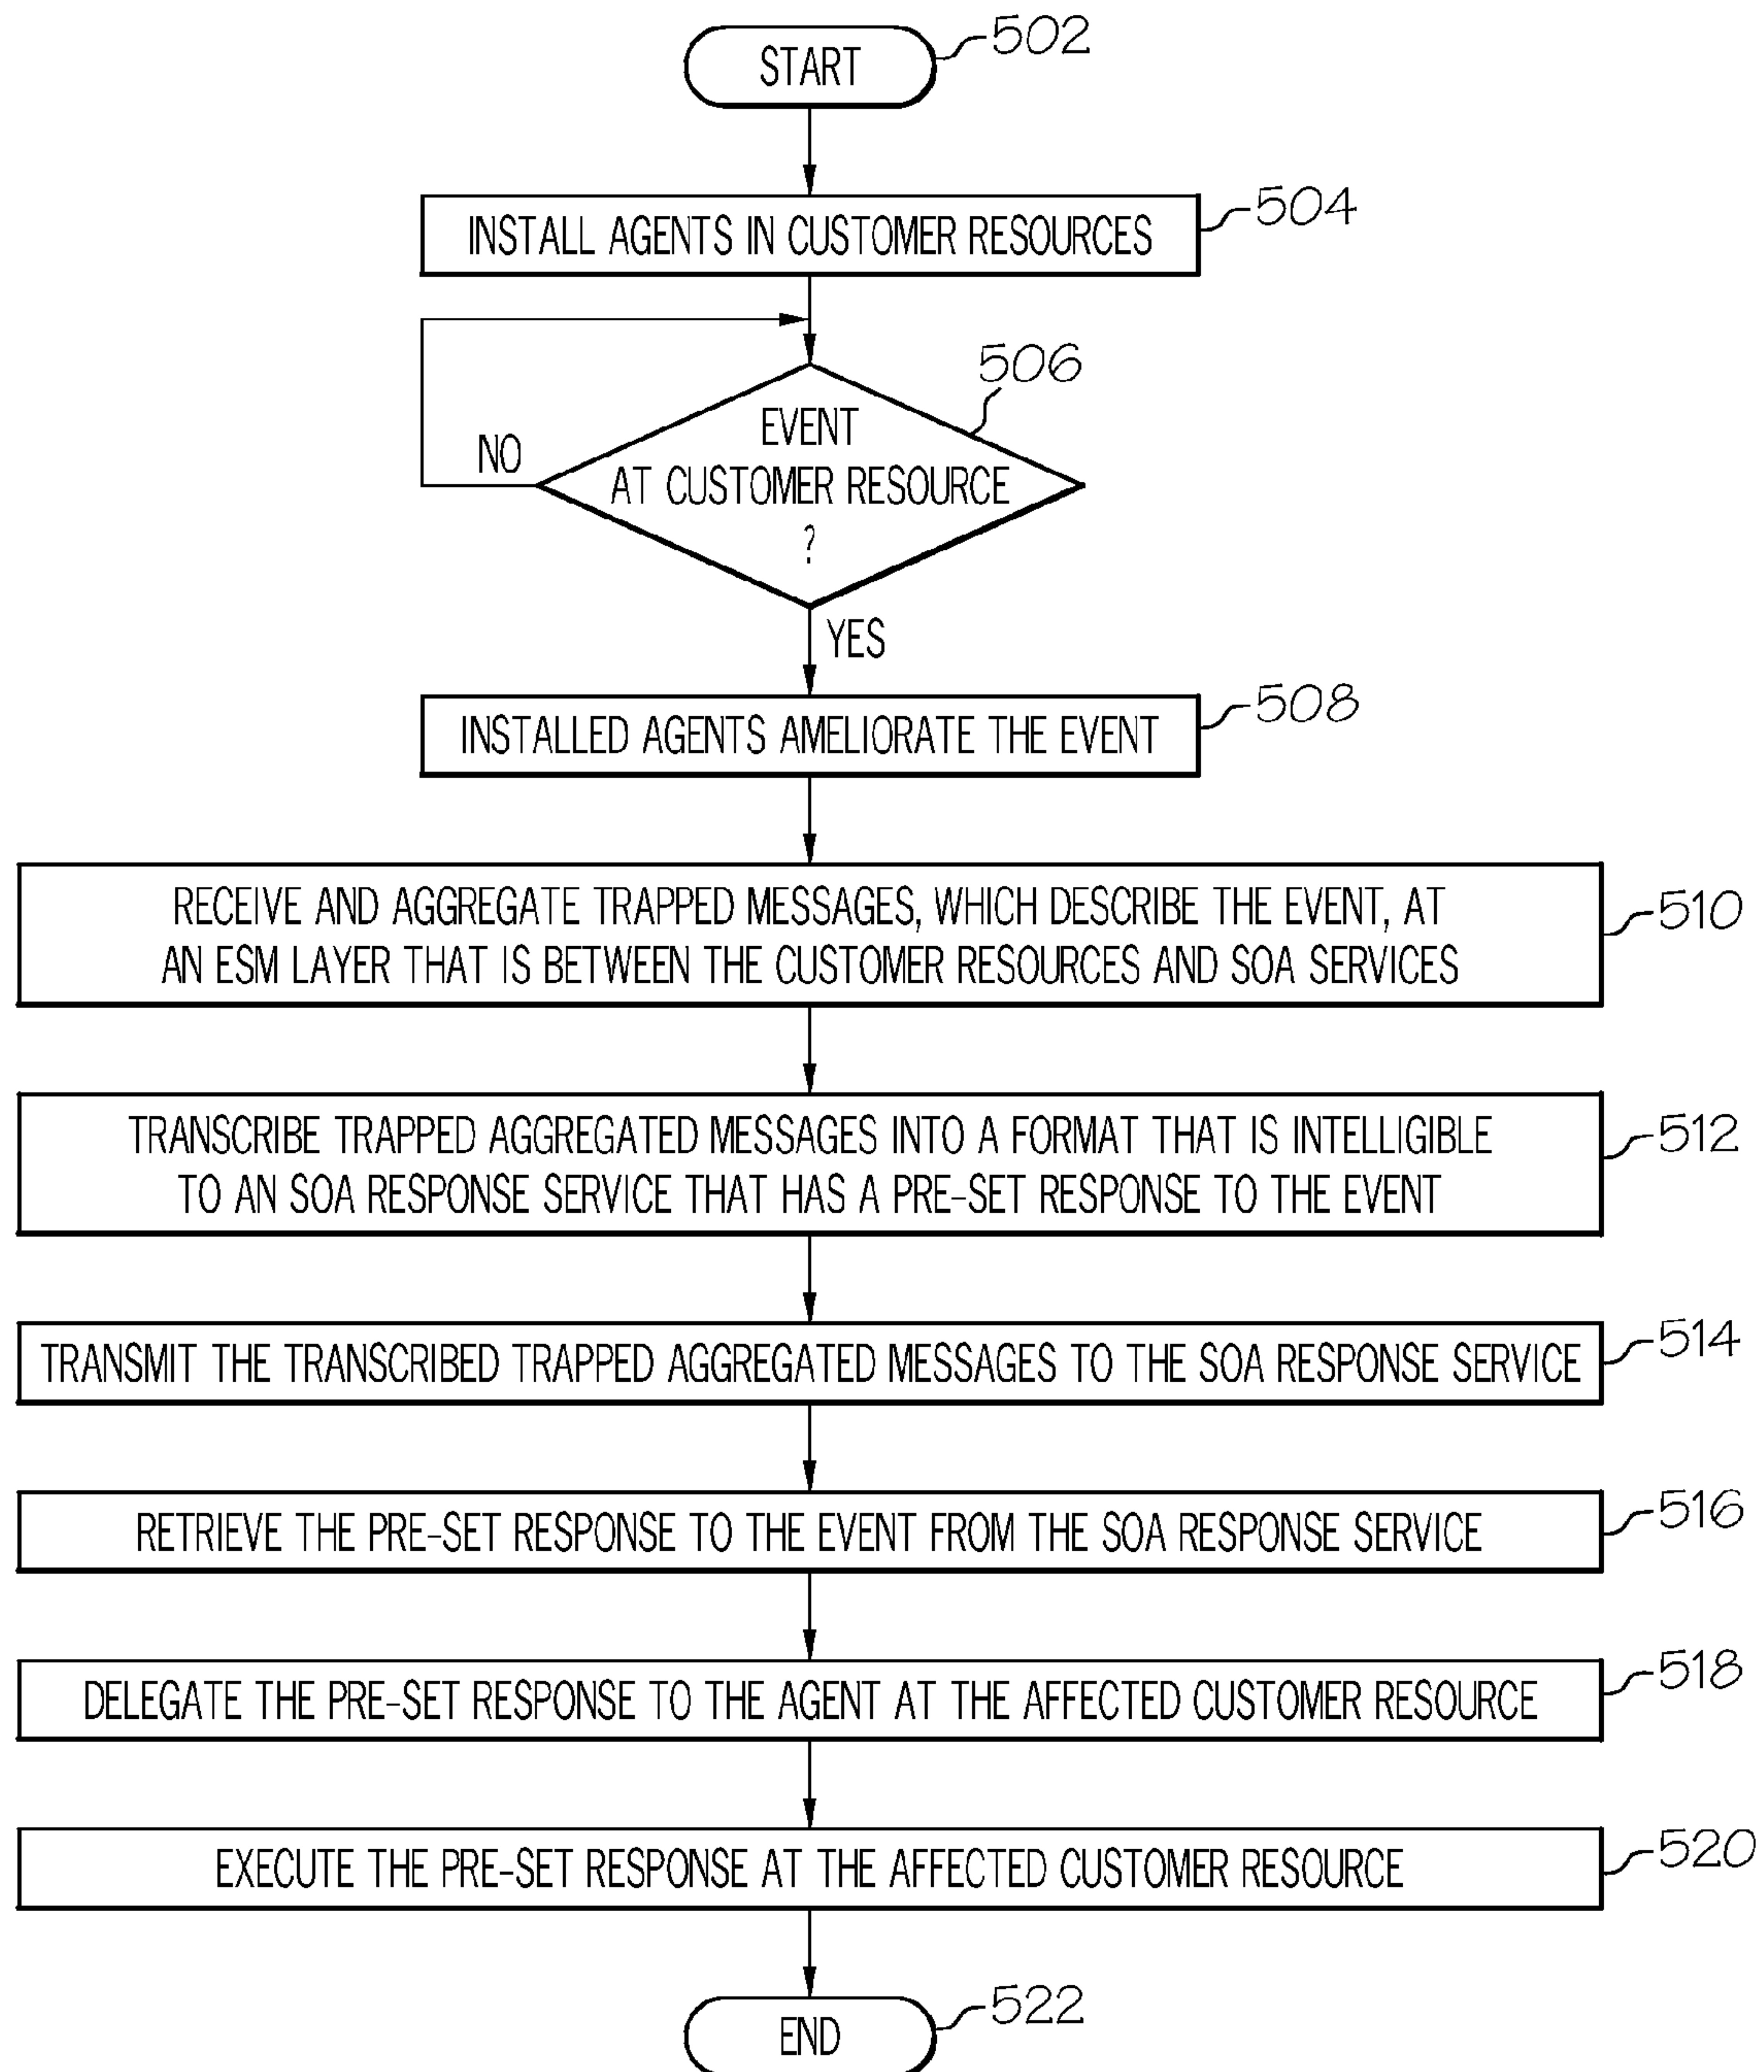 START
502
INSTALL AGENTS IN CUSTOMER RESOURCES
504
506
EVENT
AT CUSTOMER RESOURCE
?
NO
YES
INSTALLED AGENTS AMELIORATE THE EVENT
508
RECEIVE AND AGGREGATE TRAPPED MESSAGES, WHICH DESCRIBE THE EVENT, AT
AN ESM LAYER THAT IS BETWEEN THE CUSTOMER RESOURCES AND SOA SERVICES
510
TRANSCRIBE TRAPPED AGGREGATED MESSAGES INTO A FORMAT THAT IS INTELLIGIBLE
TO AN SOA RESPONSE SERVICE THAT HAS A PRE-SET RESPONSE TO THE EVENT
512
TRANSMIT THE TRANSCRIBED TRAPPED AGGREGATED MESSAGES TO THE SOA RESPONSE SERVICE
514
RETRIEVE THE PRE-SET RESPONSE TO THE EVENT FROM THE SOA RESPONSE SERVICE
516
DELEGATE THE PRE-SET RESPONSE TO THE AGENT AT THE AFFECTED CUSTOMER RESOURCE
518
EXECUTE THE PRE-SET RESPONSE AT THE AFFECTED CUSTOMER RESOURCE
520
END
522